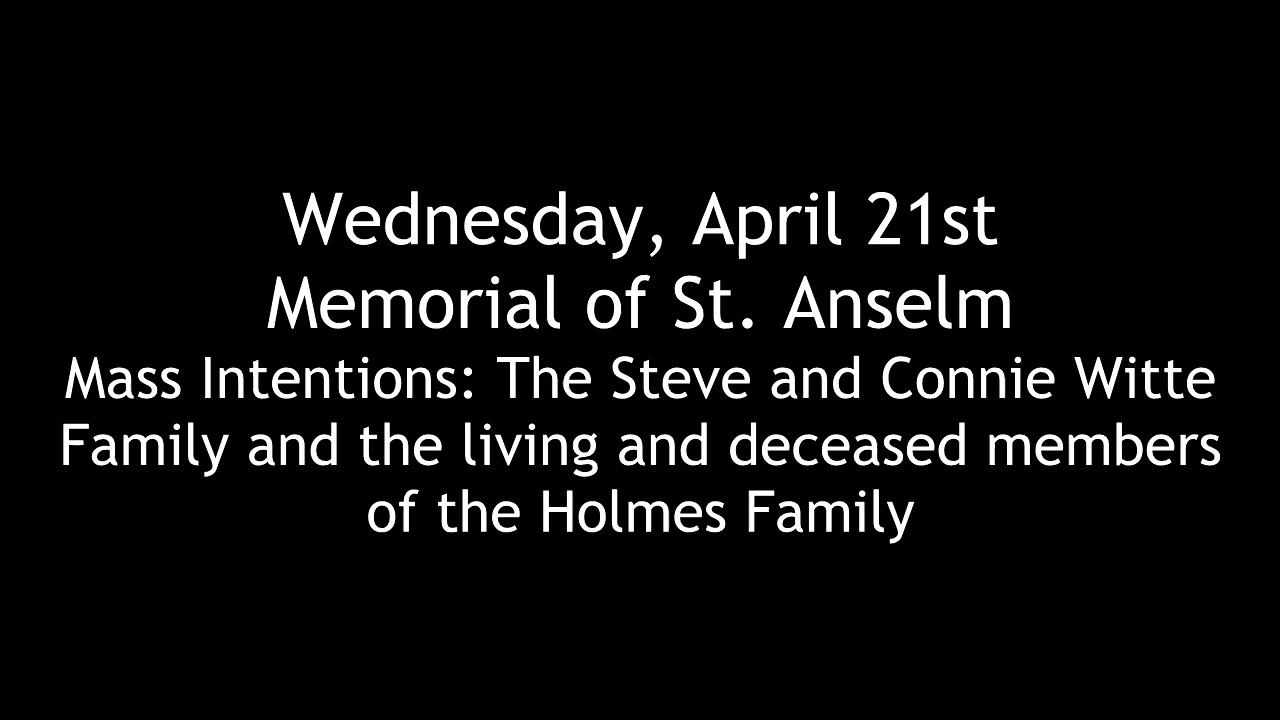 Wednesday, April 21st
Memorial of St. Anselm
Mass Intentions: The Steve and Connie Witte
Family and the living and deceased members
of the Holmes Family